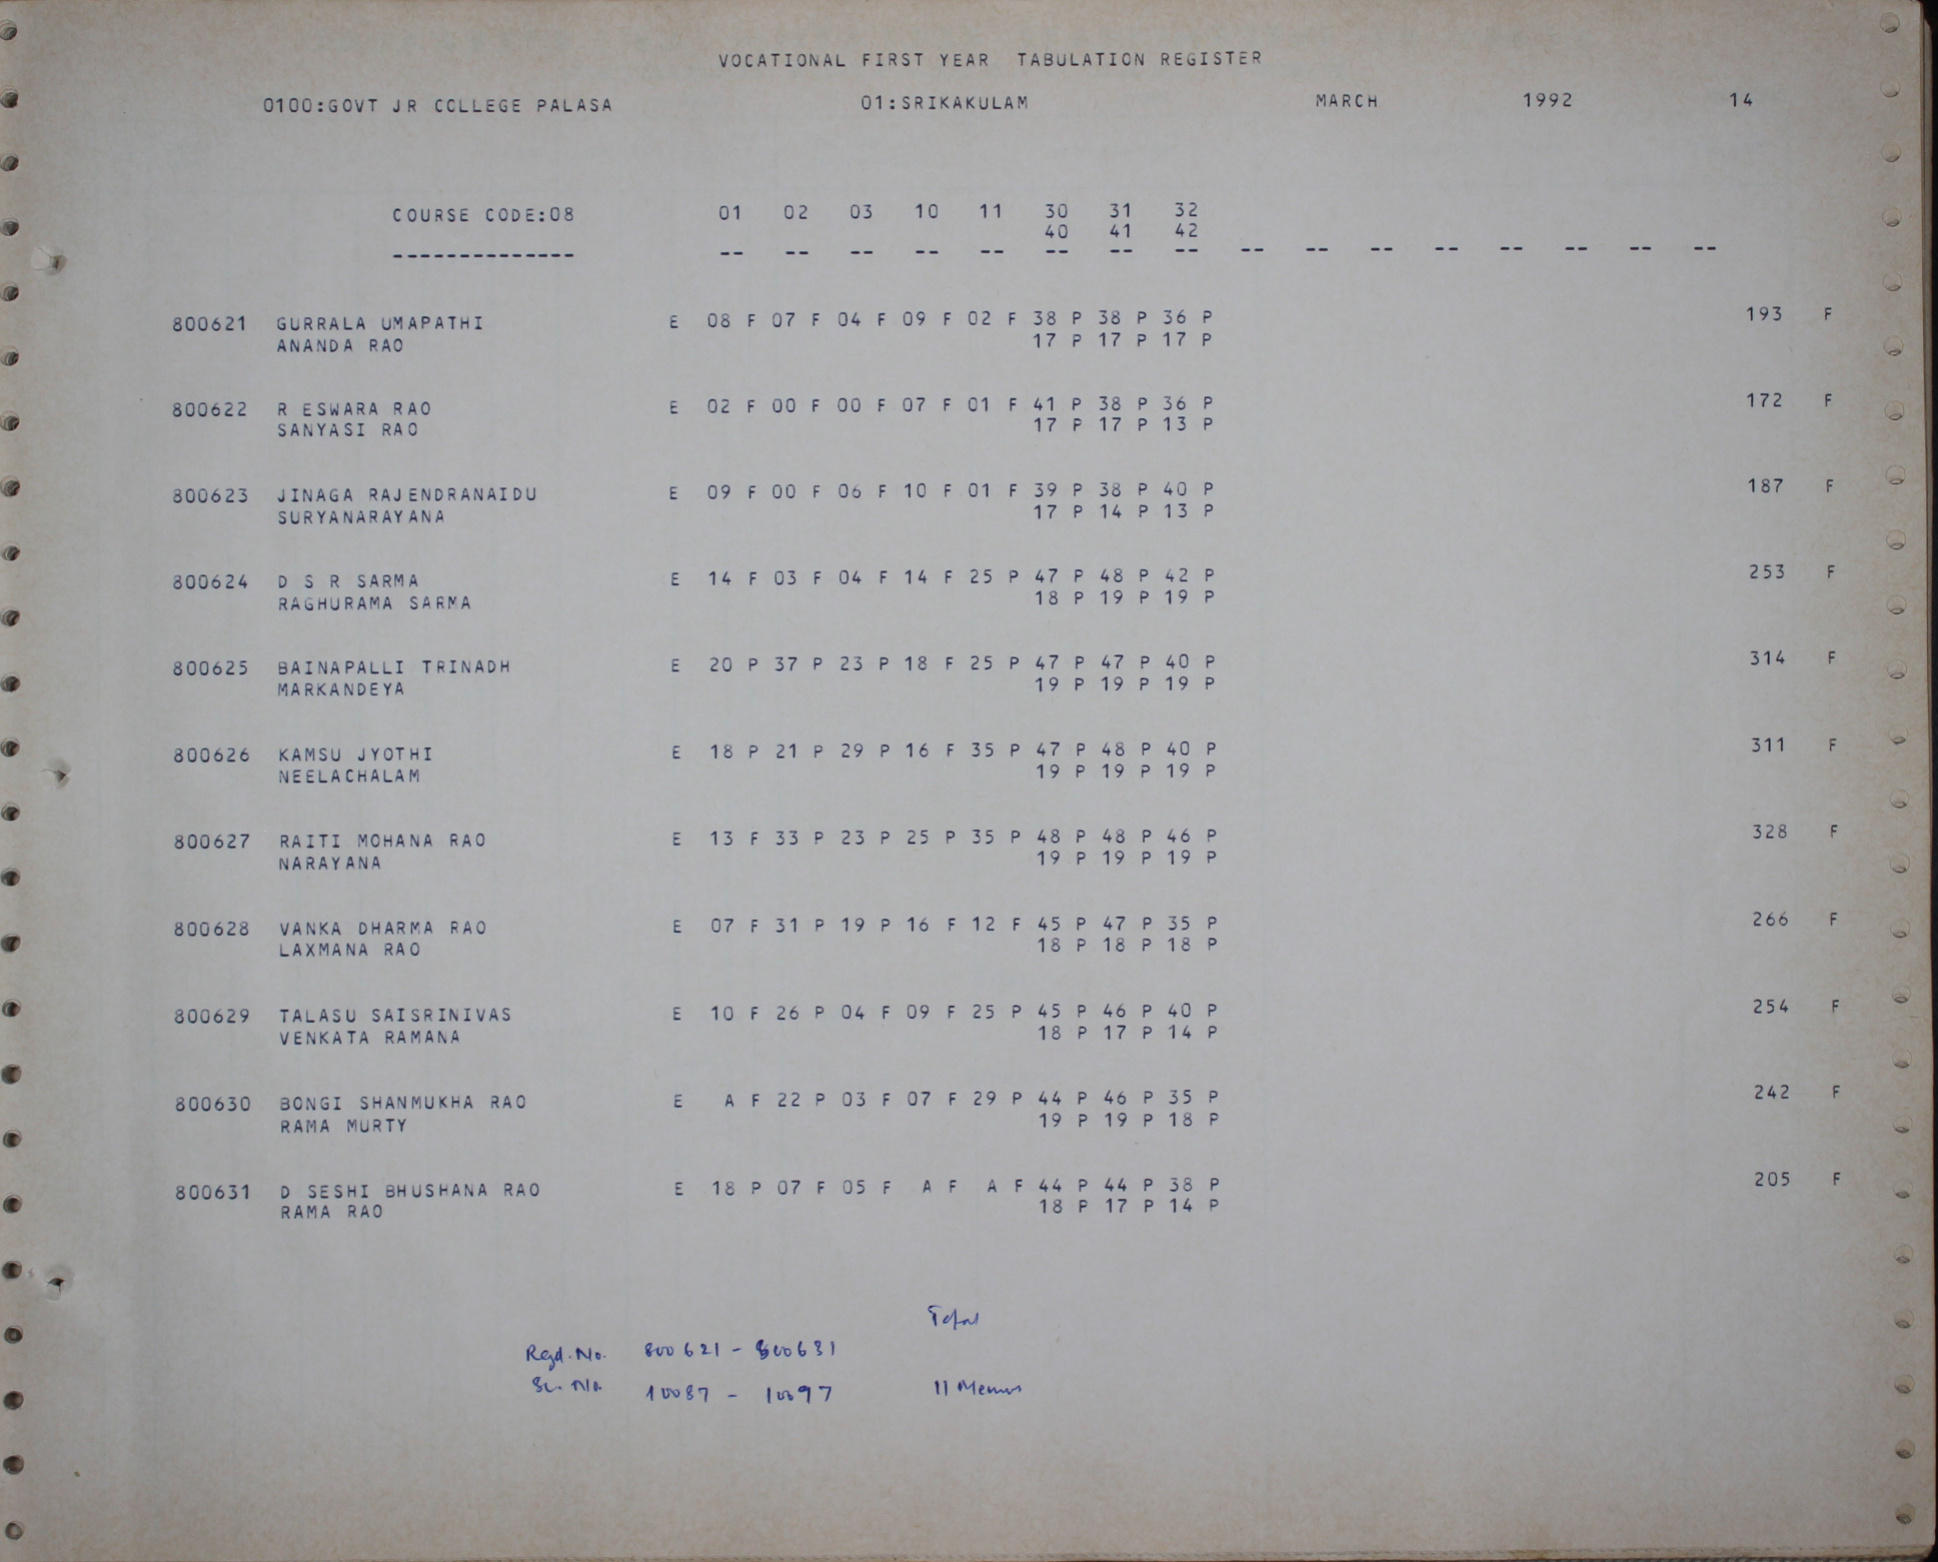 VOCATIONAL FIRST YEAR TABULATION REGISTER
0100:GOVT JR COLLEGE PALASA 01:SRIKAKULAM MARCH 1992 14
COURSE CODE:08 01 02 03 10 11 30 31 32
40 41 42
-------------- -- -- -- -- -- -- -- -- -- -- -- -- -- -- -- --
800621 GURRALA UMAPATHI E 08 F 07 F 04 F 09 F 02 F 38 P 38 P 36 P 193 F
ANANDA RAO 17 P 17 P 17 P
800622 R ESWARA RAO E 02 F 00 F 00 F 07 F 01 F 41 P 38 P 36 P 172 F
SANYASI RAO 17 P 17 P 13 P
800623 JINAGA RAJENDRANAIDU E 09 F 00 F 06 F 10 F 01 F 39 P 38 P 40 P 187 F
SURYANARAYANA 17 P 14 P 13 P
800624 D S R SARMA E 14 F 03 F 04 F 14 F 25 P 47 P 48 P 42 P 253 F
RAGHURAMA SARMA 18 P 19 P 19 P
800625 BAINAPALLI TRINADH E 20 P 37 P 23 P 18 F 25 P 47 P 47 P 40 P 314 F
MARKANDEYA 19 P 19 P 19 P
800626 KAMSU JYOTHI E 18 P 21 P 29 P 16 F 35 P 47 P 48 P 40 P 311 F
NEELACHALAM 19 P 19 P 19 P
800627 RAITI MOHANA RAO E 13 F 33 P 23 P 25 P 35 P 48 P 48 P 46 P 328 F
NARAYANA 19 P 19 P 19 P
800628 VANKA DHARMA RAO E 07 F 31 P 19 P 16 F 12 F 45 P 47 P 35 P 266 F
LAXMANA RAO 18 P 18 P 18 P
800629 TALASU SAISRINIVAS E 10 F 26 P 04 F 09 F 25 P 45 P 46 P 40 P 254 F
VENKATA RAMANA 18 P 17 P 14 P
800630 BONGI SHANMUKHA RAO E A F 22 P 03 F 07 F 29 P 44 P 46 P 35 P 242 F
RAMA MURTY 19 P 19 P 18 P
800631 D SESHI BHUSHANA RAO E 18 P 07 F 05 F A F A F 44 P 44 P 38 P 205 F
RAMA RAO 18 P 17 P 14 P
Total
Regd. No. 800621 - 800631
Sr. No. 10087 - 10097 11 Memos